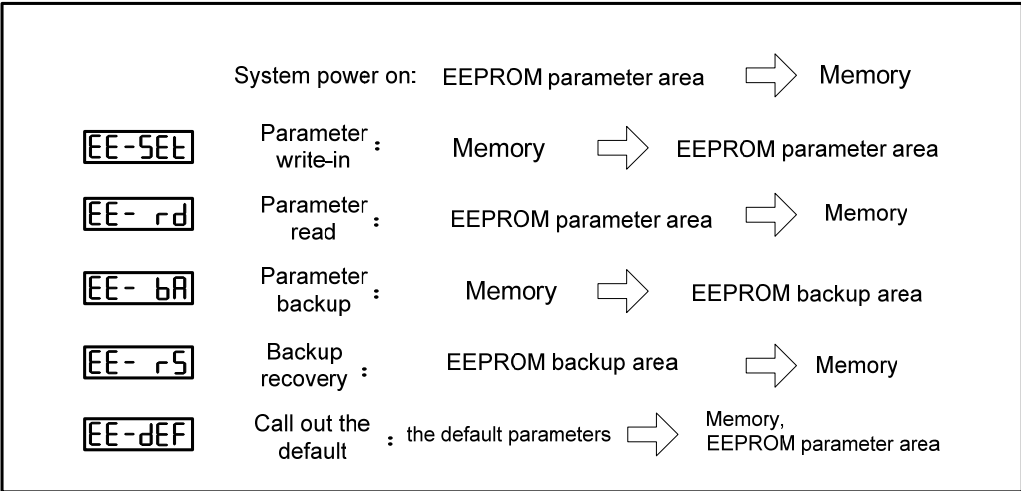 System power on: EEPROM parameter area Memory
EE-SEt Parameter write-in : Memory EEPROM parameter area
EE- rd Parameter read : EEPROM parameter area Memory
EE- bA Parameter backup : Memory EEPROM backup area
EE- rS Backup recovery : EEPROM backup area Memory
EE-dEF Call out the default : the default parameters Memory, EEPROM parameter area